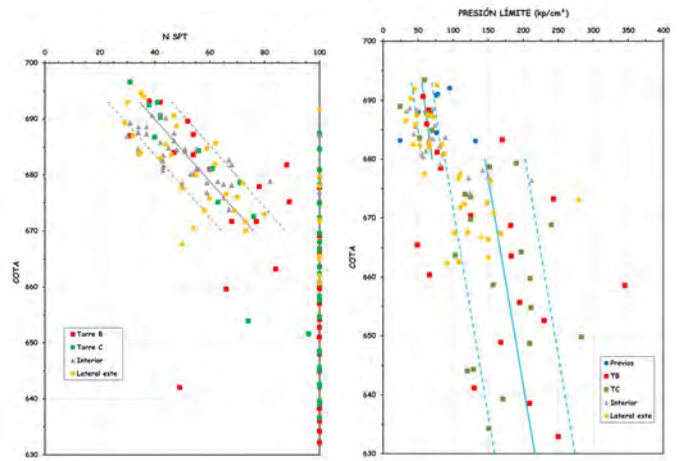 N SPT
0 20 40 60 80 100
700
690
680
670
660
650
640
630
COTA
Torre B
Torre C
Interior
Lateral este
PRESIÓN LÍMITE (kp/cm²)
0 50 100 150 200 250 300 350 400
700
690
680
670
660
650
640
630
COTA
Previos
TB
TC
Interior
Lateral este